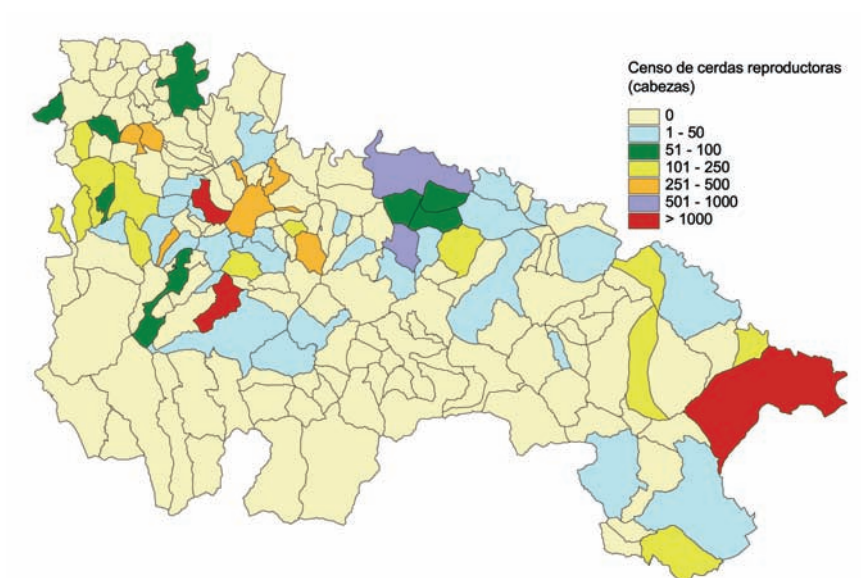 Censo de cerdas reproductoras
(cabezas)
0
1 - 50
51 - 100
101 - 250
251 - 500
501 - 1000
> 1000